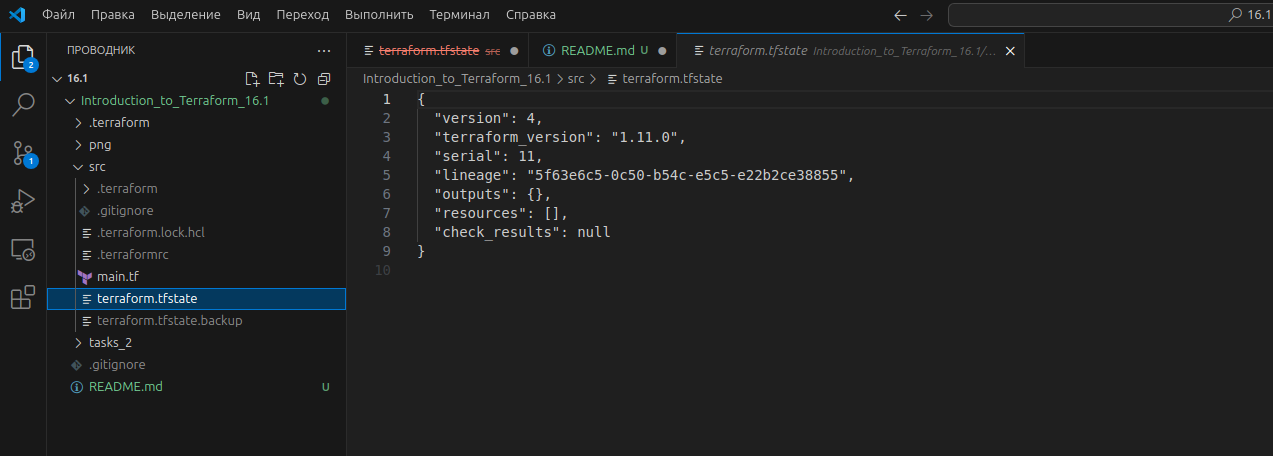 Файл Правка Выделение Вид Переход Выполнить Терминал Справка 16.1
ПРОВОДНИК
terraform.tfstate src README.md U terraform.tfstate Introduction_to_Terraform_16.1/...
16.1
Introduction_to_Terraform_16.1 > src > terraform.tfstate
Introduction_to_Terraform_16.1
.terraform
png
src
.terraform
.gitignore
.terraform.lock.hcl
.terraformrc
main.tf
terraform.tfstate
terraform.tfstate.backup
tasks_2
.gitignore
README.md U
2
1
1 {
2 "version": 4,
3 "terraform_version": "1.11.0",
4 "serial": 11,
5 "lineage": "5f63e6c5-0c50-b54c-e5c5-e22b2ce38855",
6 "outputs": {},
7 "resources": [],
8 "check_results": null
9 }
10